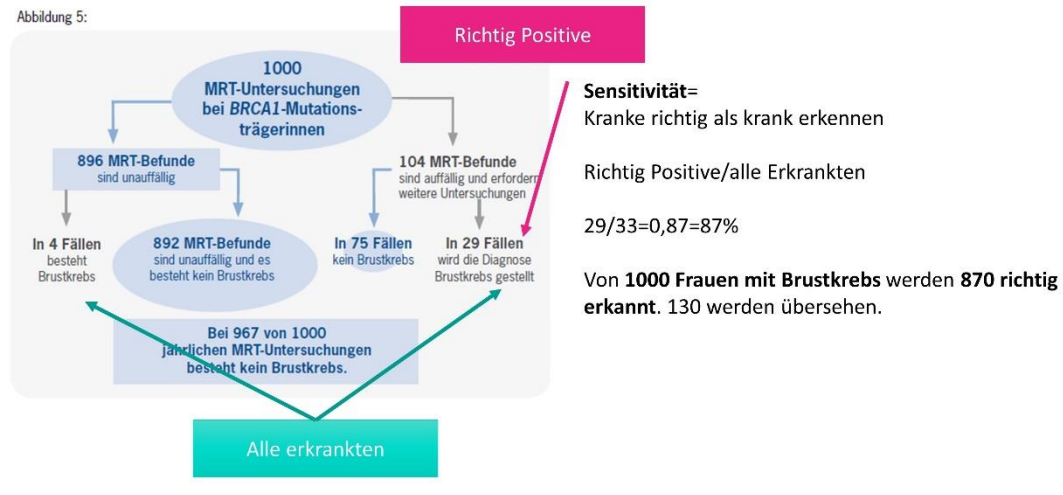 Abbildung 5:
Richtig Positive
1000
MRT-Untersuchungen
bei BRCA1-Mutations-
trägerinnen
896 MRT-Befunde
sind unauffällig
104 MRT-Befunde
sind auffällig und erfordern
weitere Untersuchungen
In 4 Fällen
besteht
Brustkrebs
892 MRT-Befunde
sind unauffällig und es
besteht kein Brustkrebs
In 75 Fällen
kein Brustkrebs
In 29 Fällen
wird die Diagnose
Brustkrebs gestellt
Bei 967 von 1000
jährlichen MRT-Untersuchungen
besteht kein Brustkrebs.
Alle erkrankten
Sensitivität=
Kranke richtig als krank erkennen
Richtig Positive/alle Erkrankten
29/33=0,87=87%
Von 1000 Frauen mit Brustkrebs werden 870 richtig
erkannt. 130 werden übersehen.